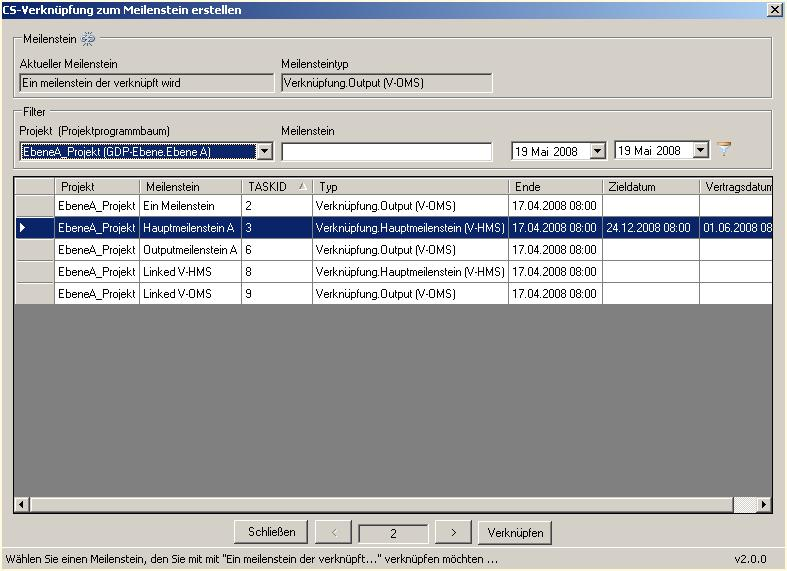 CS-Verknüpfung zum Meilenstein erstellen
Meilenstein
Aktueller Meilenstein Meilensteintyp
Ein meilenstein der verknüpft wird Verknüpfung.Output (V-OMS)
Filter
Projekt (Projektprogrammbaum) Meilenstein
EbeneA_Projekt (GDP-Ebene.Ebene A) 19 Mai 2008 19 Mai 2008
Projekt Meilenstein TASKID Typ Ende Zieldatum Vertragsdatum
EbeneA_Projekt Ein Meilenstein 2 Verknüpfung.Output (V-OMS) 17.04.2008 08:00
EbeneA_Projekt Hauptmeilenstein A 3 Verknüpfung.Hauptmeilenstein (V-HMS) 17.04.2008 08:00 24.12.2008 08:00 01.06.2008 08
EbeneA_Projekt Outputmeilenstein A 6 Verknüpfung.Output (V-OMS) 17.04.2008 08:00
EbeneA_Projekt Linked V-HMS 8 Verknüpfung.Hauptmeilenstein (V-HMS) 17.04.2008 08:00
EbeneA_Projekt Linked V-OMS 9 Verknüpfung.Output (V-OMS) 17.04.2008 08:00
Schließen < 2 > Verknüpfen
Wählen Sie einen Meilenstein, den Sie mit mit "Ein meilenstein der verknüpft..." verknüpfen möchten ... v2.0.0